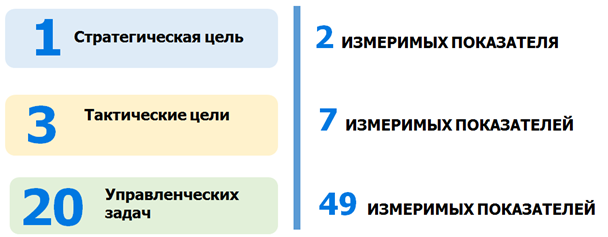 1 Стратегическая цель
2 ИЗМЕРИМЫХ ПОКАЗАТЕЛЯ
3 Тактические цели
7 ИЗМЕРИМЫХ ПОКАЗАТЕЛЕЙ
20 Управленческих
задач
49 ИЗМЕРИМЫХ ПОКАЗАТЕЛЕЙ